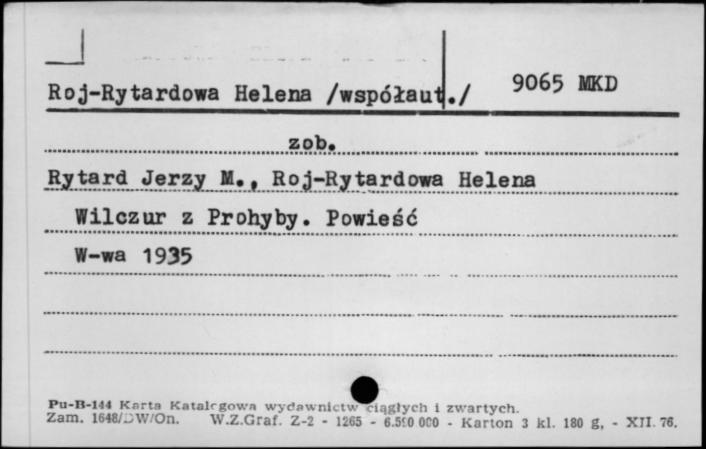 Roj-Rytardowa Helena /współaut./ 9065 MKD
zob.
Rytard Jerzy M., Roj-Rytardowa Helena
Wilczur z Prohyby. Powieść
W-wa 1935
Pu-B-144 Karta Katalogowa wydawnictw ciągłych i zwartych.
Zam. 1648/DW/On. W.Z.Graf. Z-2 - 1265 - 6.500 000 - Karton 3 kl. 180 g, - XII. 76.